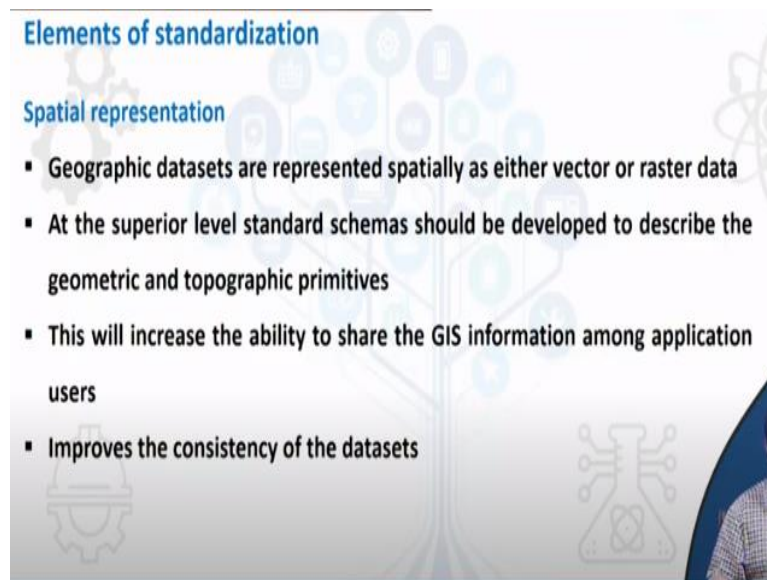 Elements of standardization
Spatial representation
▪ Geographic datasets are represented spatially as either vector or raster data
▪ At the superior level standard schemas should be developed to describe the
geometric and topographic primitives
▪ This will increase the ability to share the GIS information among application
users
▪ Improves the consistency of the datasets